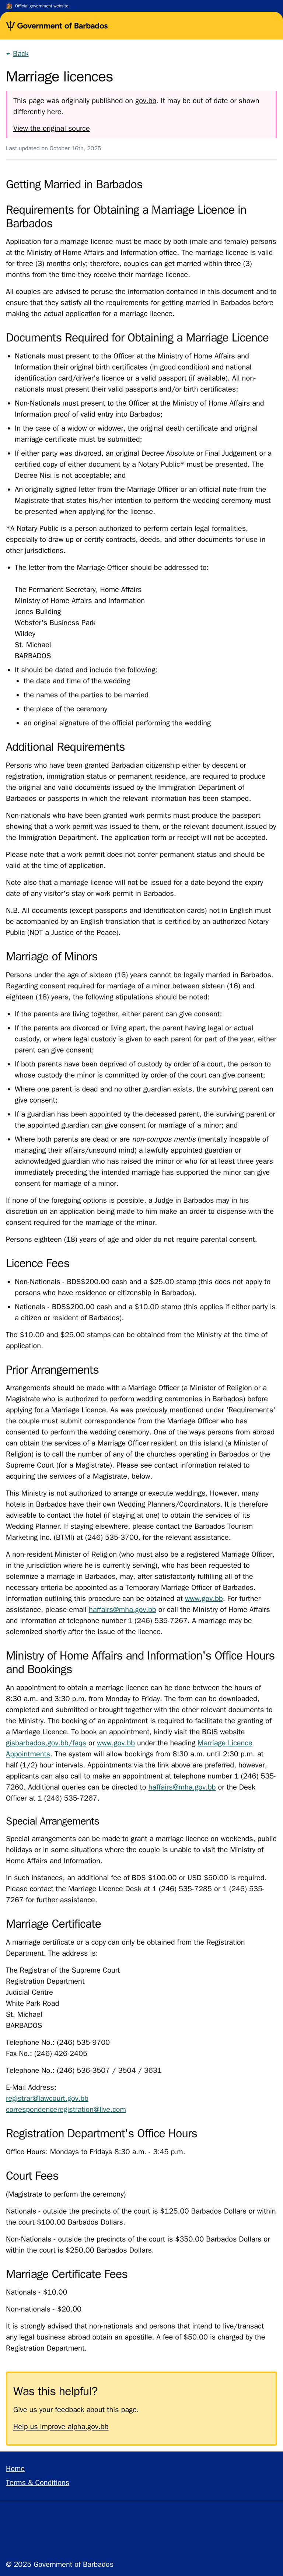 Official government website
Government of Barbados
Back
Marriage licences
This page was originally published on gov.bb. It may be out of date or shown
differently here.
View the original source
Last updated on October 16th, 2025
Getting Married in Barbados
Requirements for Obtaining a Marriage Licence in
Barbados
Application for a marriage licence must be made by both (male and female) persons
at the Ministry of Home Affairs and Information office. The marriage licence is valid
for three (3) months only; therefore, couples can get married within three (3)
months from the time they receive their marriage licence.
All couples are advised to peruse the information contained in this document and to
ensure that they satisfy all the requirements for getting married in Barbados before
making the actual application for a marriage licence.
Documents Required for Obtaining a Marriage Licence
• Nationals must present to the Officer at the Ministry of Home Affairs and
Information their original birth certificates (in good condition) and national
identification card/driver's licence or a valid passport (if available). All non-
nationals must present their valid passports and/or birth certificates;
• Non-Nationals must present to the Officer at the Ministry of Home Affairs and
Information proof of valid entry into Barbados;
• In the case of a widow or widower, the original death certificate and original
marriage certificate must be submitted;
• If either party was divorced, an original Decree Absolute or Final Judgement or a
certified copy of either document by a Notary Public* must be presented. The
Decree Nisi is not acceptable; and
• An originally signed letter from the Marriage Officer or an official note from the
Magistrate that states his/her intention to perform the wedding ceremony must
be presented when applying for the license.
*A Notary Public is a person authorized to perform certain legal formalities,
especially to draw up or certify contracts, deeds, and other documents for use in
other jurisdictions.
• The letter from the Marriage Officer should be addressed to:
The Permanent Secretary, Home Affairs
Ministry of Home Affairs and Information
Jones Building
Webster's Business Park
Wildey
St. Michael
BARBADOS
• It should be dated and include the following:
• the date and time of the wedding
• the names of the parties to be married
• the place of the ceremony
• an original signature of the official performing the wedding
Additional Requirements
Persons who have been granted Barbadian citizenship either by descent or
registration, immigration status or permanent residence, are required to produce
the original and valid documents issued by the Immigration Department of
Barbados or passports in which the relevant information has been stamped.
Non-nationals who have been granted work permits must produce the passport
showing that a work permit was issued to them, or the relevant document issued by
the Immigration Department. The application form or receipt will not be accepted.
Please note that a work permit does not confer permanent status and should be
valid at the time of application.
Note also that a marriage licence will not be issued for a date beyond the expiry
date of any visitor's stay or work permit in Barbados.
N.B. All documents (except passports and identification cards) not in English must
be accompanied by an English translation that is certified by an authorized Notary
Public (NOT a Justice of the Peace).
Marriage of Minors
Persons under the age of sixteen (16) years cannot be legally married in Barbados.
Regarding consent required for marriage of a minor between sixteen (16) and
eighteen (18) years, the following stipulations should be noted:
• If the parents are living together, either parent can give consent;
• If the parents are divorced or living apart, the parent having legal or actual
custody, or where legal custody is given to each parent for part of the year, either
parent can give consent;
• If both parents have been deprived of custody by order of a court, the person to
whose custody the minor is committed by order of the court can give consent;
• Where one parent is dead and no other guardian exists, the surviving parent can
give consent;
• If a guardian has been appointed by the deceased parent, the surviving parent or
the appointed guardian can give consent for marriage of a minor; and
• Where both parents are dead or are non-compos mentis (mentally incapable of
managing their affairs/unsound mind) a lawfully appointed guardian or
acknowledged guardian who has raised the minor or who for at least three years
immediately preceding the intended marriage has supported the minor can give
consent for marriage of a minor.
If none of the foregoing options is possible, a Judge in Barbados may in his
discretion on an application being made to him make an order to dispense with the
consent required for the marriage of the minor.
Persons eighteen (18) years of age and older do not require parental consent.
Licence Fees
• Non-Nationals - BDS$200.00 cash and a $25.00 stamp (this does not apply to
persons who have residence or citizenship in Barbados).
• Nationals - BDS$200.00 cash and a $10.00 stamp (this applies if either party is
a citizen or resident of Barbados).
The $10.00 and $25.00 stamps can be obtained from the Ministry at the time of
application.
Prior Arrangements
Arrangements should be made with a Marriage Officer (a Minister of Religion or a
Magistrate who is authorized to perform wedding ceremonies in Barbados) before
applying for a Marriage Licence. As was previously mentioned under 'Requirements'
the couple must submit correspondence from the Marriage Officer who has
consented to perform the wedding ceremony. One of the ways persons from abroad
can obtain the services of a Marriage Officer resident on this island (a Minister of
Religion) is to call the number of any of the churches operating in Barbados or the
Supreme Court (for a Magistrate). Please see contact information related to
acquiring the services of a Magistrate, below.
This Ministry is not authorized to arrange or execute weddings. However, many
hotels in Barbados have their own Wedding Planners/Coordinators. It is therefore
advisable to contact the hotel (if staying at one) to obtain the services of its
Wedding Planner. If staying elsewhere, please contact the Barbados Tourism
Marketing Inc. (BTMI) at (246) 535-3700, for the relevant assistance.
A non-resident Minister of Religion (who must also be a registered Marriage Officer,
in the jurisdiction where he is currently serving), who has been requested to
solemnize a marriage in Barbados, may, after satisfactorily fulfilling all of the
necessary criteria be appointed as a Temporary Marriage Officer of Barbados.
Information outlining this procedure can be found at www.gov.bb. For further
assistance, please email haffairs@mha.gov.bb or call the Ministry of Home Affairs
and Information at telephone number 1 (246) 535-7267. A marriage may be
solemnized shortly after the issue of the licence.
Ministry of Home Affairs and Information's Office Hours
and Bookings
An appointment to obtain a marriage licence can be done between the hours of
8:30 a.m. and 3:30 p.m. from Monday to Friday. The form can be downloaded,
completed and submitted or brought together with the other relevant documents to
the Ministry. The booking of an appointment is required to facilitate the granting of
a Marriage Licence. To book an appointment, kindly visit the BGIS website
gisbarbados.gov.bb/faqs or www.gov.bb under the heading Marriage Licence
Appointments. The system will allow bookings from 8:30 a.m. until 2:30 p.m. at
half (1/2) hour intervals. Appointments via the link above are preferred, however,
applicants can also call to make an appointment at telephone number 1 (246) 535-
7260. Additional queries can be directed to haffairs@mha.gov.bb or the Desk
Officer at 1 (246) 535-7267.
Special Arrangements
Special arrangements can be made to grant a marriage licence on weekends, public
holidays or in some situations where the couple is unable to visit the Ministry of
Home Affairs and Information.
In such instances, an additional fee of BDS $100.00 or USD $50.00 is required.
Please contact the Marriage Licence Desk at 1 (246) 535-7285 or 1 (246) 535-
7267 for further assistance.
Marriage Certificate
A marriage certificate or a copy can only be obtained from the Registration
Department. The address is:
The Registrar of the Supreme Court
Registration Department
Judicial Centre
White Park Road
St. Michael
BARBADOS
Telephone No.: (246) 535-9700
Fax No.: (246) 426-2405
Telephone No.: (246) 536-3507 / 3504 / 3631
E-Mail Address:
registrar@lawcourt.gov.bb
correspondenceregistration@live.com
Registration Department's Office Hours
Office Hours: Mondays to Fridays 8:30 a.m. - 3:45 p.m.
Court Fees
(Magistrate to perform the ceremony)
Nationals - outside the precincts of the court is $125.00 Barbados Dollars or within
the court $100.00 Barbados Dollars.
Non-Nationals - outside the precincts of the court is $350.00 Barbados Dollars or
within the court is $250.00 Barbados Dollars.
Marriage Certificate Fees
Nationals - $10.00
Non-nationals - $20.00
It is strongly advised that non-nationals and persons that intend to live/transact
any legal business abroad obtain an apostille. A fee of $50.00 is charged by the
Registration Department.
Was this helpful?
Give us your feedback about this page.
Help us improve alpha.gov.bb
Home
Terms & Conditions
© 2025 Government of Barbados